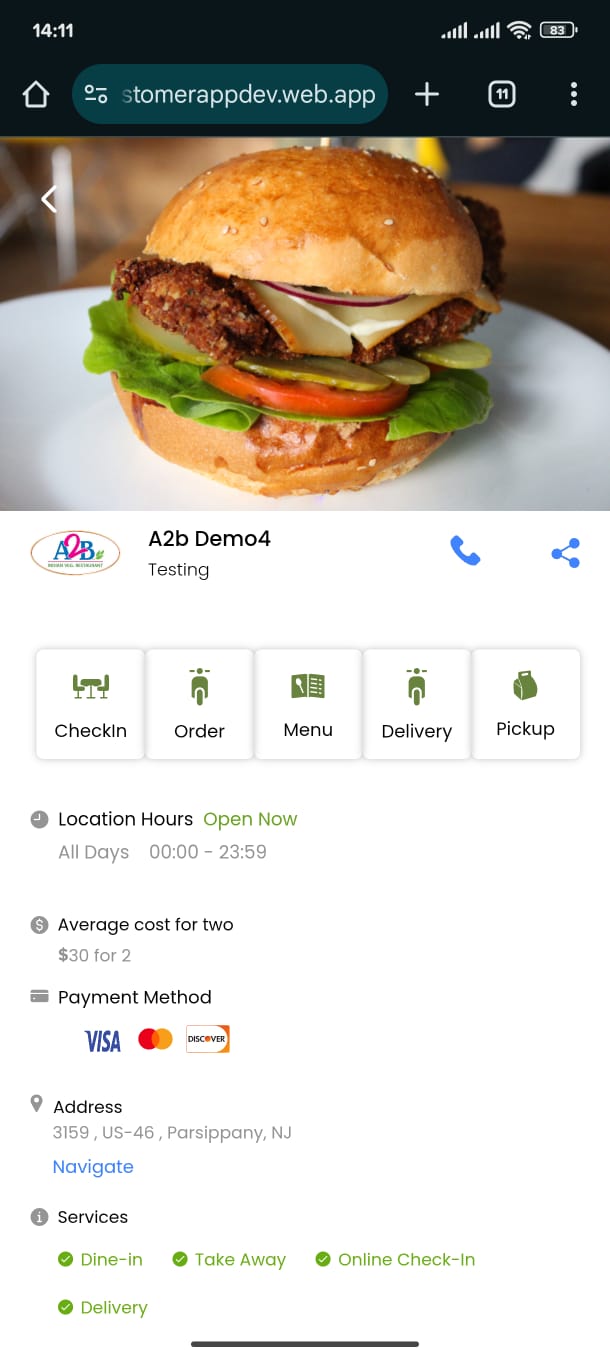 14:11
83
stomerappdev.web.app
11
A2B
INDIAN VEG. RESTAURANT
A2b Demo4
Testing
CheckIn
Order
Menu
Delivery
Pickup
Location Hours Open Now
All Days 00:00 - 23:59
Average cost for two
$30 for 2
Payment Method
VISA
DISCOVER
Address
3159 , US-46 , Parsippany, NJ
Navigate
Services
Dine-in
Take Away
Online Check-In
Delivery